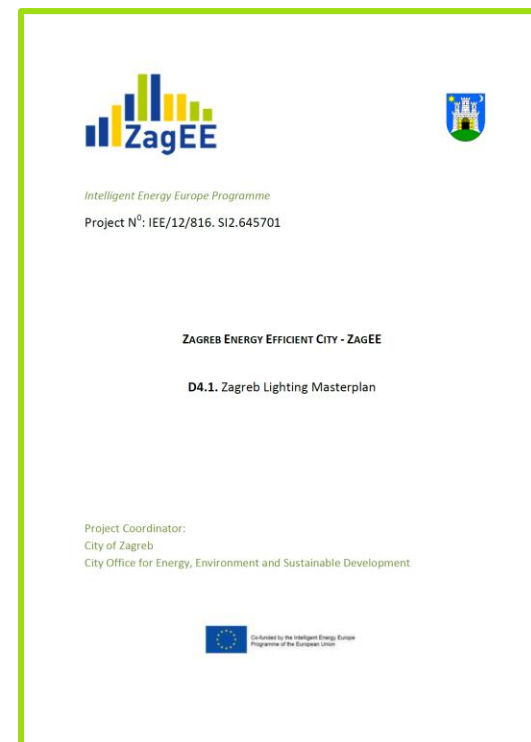 ZagEE
Intelligent Energy Europe Programme
Project N⁰: IEE/12/816. SI2.645701
ZAGREB ENERGY EFFICIENT CITY - ZAGEE
D4.1. Zagreb Lighting Masterplan
Project Coordinator:
City of Zagreb
City Office for Energy, Environment and Sustainable Development
Co-funded by the Intelligent Energy Europe
Programme of the European Union